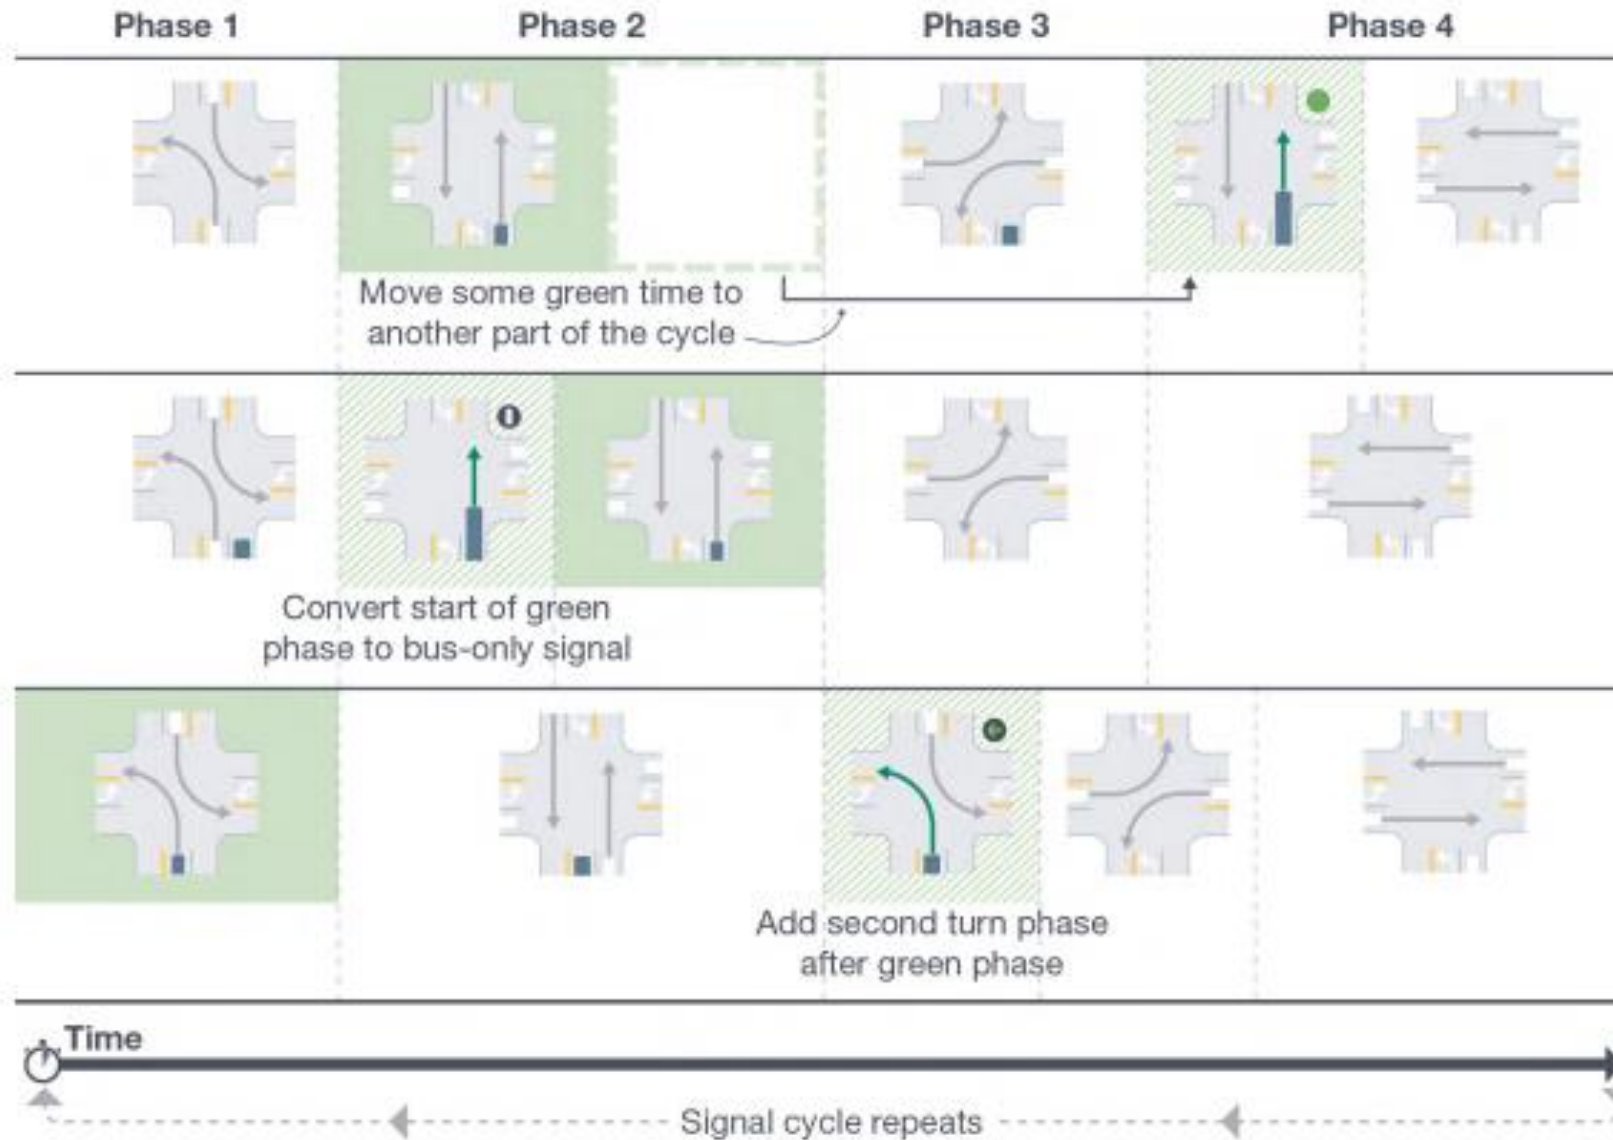 Phase 1
Phase 2
Phase 3
Phase 4
Move some green time to
another part of the cycle
Convert start of green
phase to bus-only signal
Add second turn phase
after green phase
Time
Signal cycle repeats